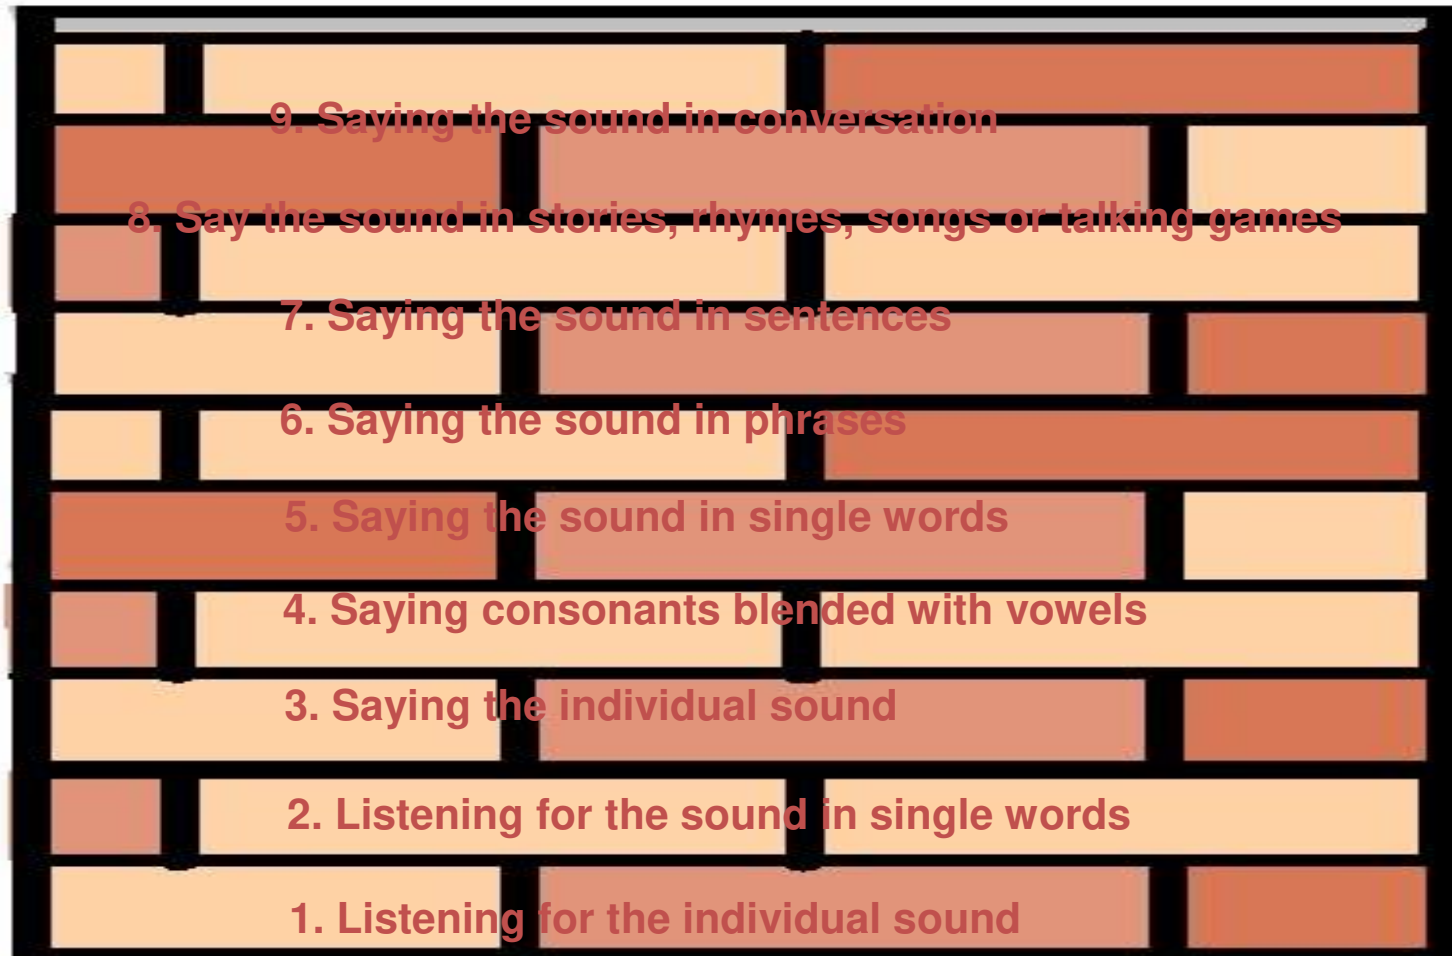 9. Saying the sound in conversation
8. Say the sound in stories, rhymes, songs or talking games
7. Saying the sound in sentences
6. Saying the sound in phrases
5. Saying the sound in single words
4. Saying consonants blended with vowels
3. Saying the individual sound
2. Listening for the sound in single words
1. Listening for the individual sound